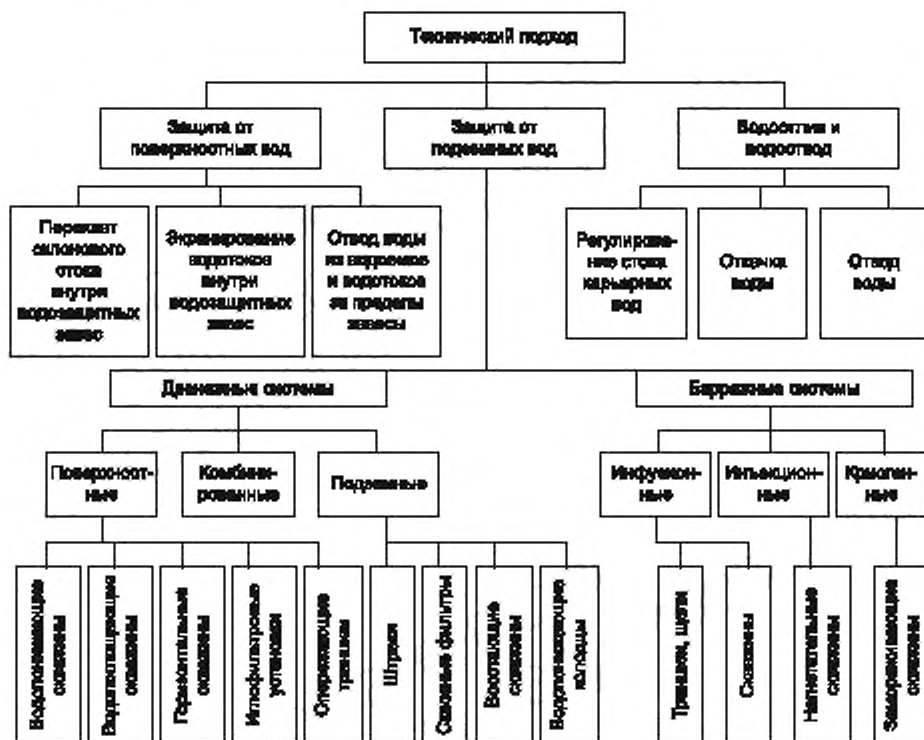 Технический подход
Защита от
поверхностных вод
Защита от
подземных вод
Водоотлив и
водоотвод
Перехват
склонового
стока
внутри
водозащитных
завес
Экранирование
водотоков
внутри
водозащитных
завес
Отвод воды
из водоемов
и водотоков
за пределы
завесы
Регулирова-
ние стока
карьерных
вод
Откачка
воды
Отвод
воды
Дренажные системы
Барражные системы
Поверхност-
ные
Комбини-
рованные
Подземные
Инфузион-
ные
Инъекцион-
ные
Криоген-
ные
Водопонижающие
скважины
Водопоглощающие
скважины
Горизонтальные
скважины
Иглофильтровые
установки
Опережающие
траншеи
Штреки
Сквозные фильтры
Восстающие
скважины
Водопонижающие
колодцы
Траншеи, щели
Скважины
Нагнетательные
скважины
Замораживающие
скважины